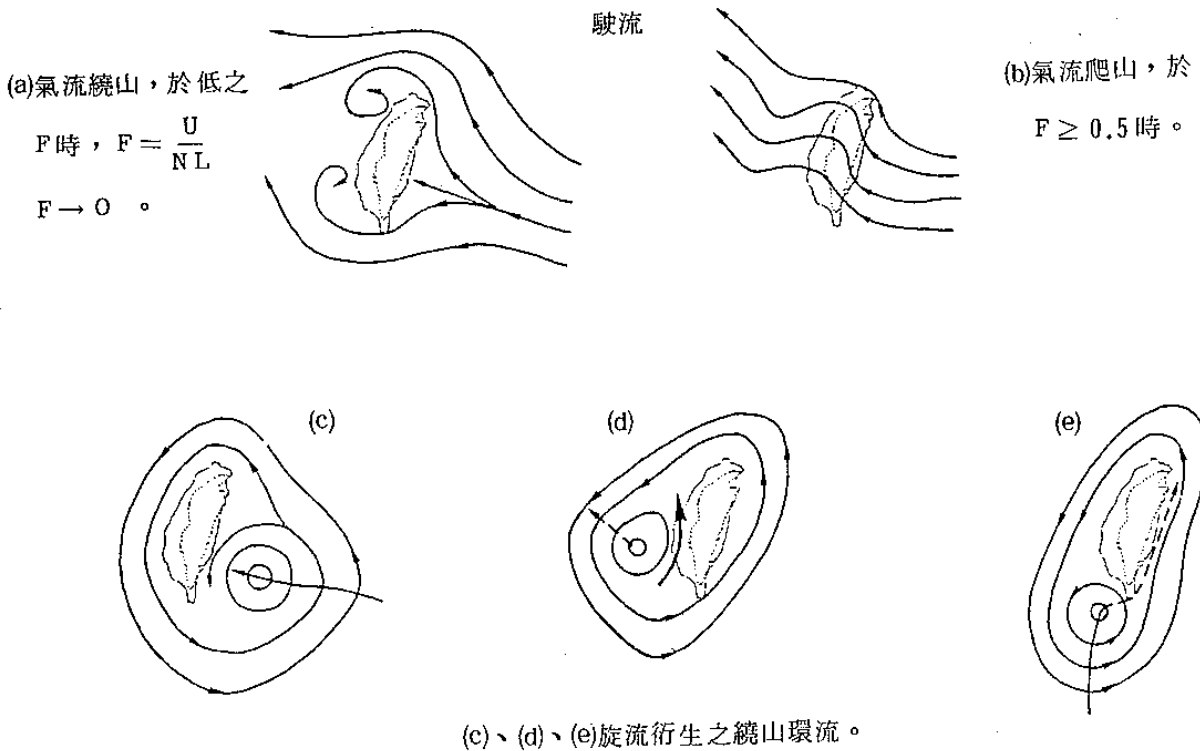 駛流
(a)氣流繞山，於低之
F時，F = U/NL
F → O 。
(b)氣流爬山，於
F ≥ 0.5時。
(c)
(d)
(e)
(c)、(d)、(e)旋流衍生之繞山環流。